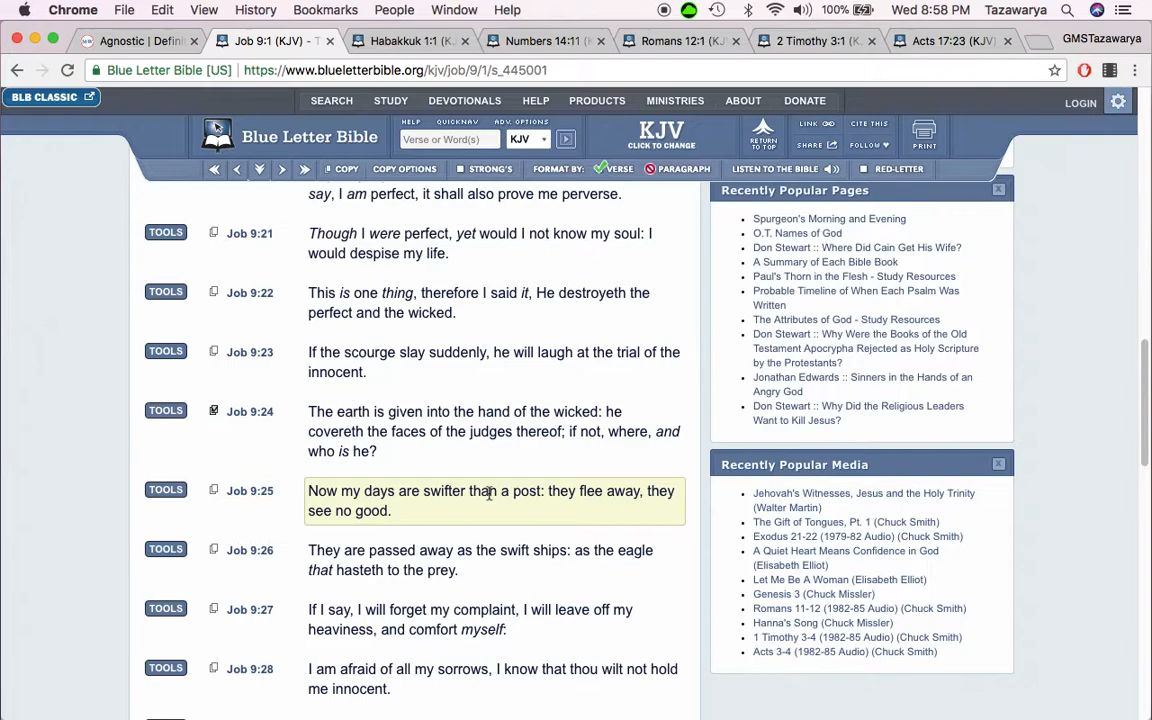 Chrome File Edit View History Bookmarks People Window Help 100% Wed 8:58 PM Tazawarya
Agnostic | Defini × Job 9:1 (KJV) - T × Habakkuk 1:1 ( × Numbers 14:11 × Romans 12:1 (K × 2 Timothy 3:1 ( × Acts 17:23 (KJV × GMSTazawarya
Blue Letter Bible [US] https://www.blueletterbible.org/kjv/job/9/1/s_445001
BLB CLASSIC
SEARCH STUDY DEVOTIONALS HELP PRODUCTS MINISTRIES ABOUT DONATE LOGIN
HELP QUICKNAV ADV. OPTIONS
Blue Letter Bible Verse or Word(s) KJV
KJV
CLICK TO CHANGE
RETURN
TO TOP
LINK CITE THIS
SHARE FOLLOW
PRINT
COPY COPY OPTIONS STRONG'S FORMAT BY: VERSE PARAGRAPH LISTEN TO THE BIBLE RED-LETTER
say, I am perfect, it shall also prove me perverse.
TOOLS Job 9:21 Though I were perfect, yet would I not know my soul: I
would despise my life.
TOOLS Job 9:22 This is one thing, therefore I said it, He destroyeth the
perfect and the wicked.
TOOLS Job 9:23 If the scourge slay suddenly, he will laugh at the trial of the
innocent.
TOOLS Job 9:24 The earth is given into the hand of the wicked: he
covereth the faces of the judges thereof; if not, where, and
who is he?
TOOLS Job 9:25 Now my days are swifter than a post: they flee away, they
see no good.
TOOLS Job 9:26 They are passed away as the swift ships: as the eagle
that hasteth to the prey.
TOOLS Job 9:27 If I say, I will forget my complaint, I will leave off my
heaviness, and comfort myself:
TOOLS Job 9:28 I am afraid of all my sorrows, I know that thou wilt not hold
me innocent.
Recently Popular Pages
Spurgeon's Morning and Evening
O.T. Names of God
Don Stewart :: Where Did Cain Get His Wife?
A Summary of Each Bible Book
Paul's Thorn in the Flesh - Study Resources
Probable Timeline of When Each Psalm Was
Written
The Attributes of God - Study Resources
Don Stewart :: Why Were the Books of the Old
Testament Apocrypha Rejected as Holy Scripture
by the Protestants?
Jonathan Edwards :: Sinners in the Hands of an
Angry God
Don Stewart :: Why Did the Religious Leaders
Want to Kill Jesus?
Recently Popular Media
Jehovah's Witnesses, Jesus and the Holy Trinity
(Walter Martin)
The Gift of Tongues, Pt. 1 (Chuck Smith)
Exodus 21-22 (1979-82 Audio) (Chuck Smith)
A Quiet Heart Means Confidence in God
(Elisabeth Elliot)
Let Me Be A Woman (Elisabeth Elliot)
Genesis 3 (Chuck Missler)
Romans 11-12 (1982-85 Audio) (Chuck Smith)
Hanna's Song (Chuck Missler)
1 Timothy 3-4 (1982-85 Audio) (Chuck Smith)
Acts 3-4 (1982-85 Audio) (Chuck Smith)